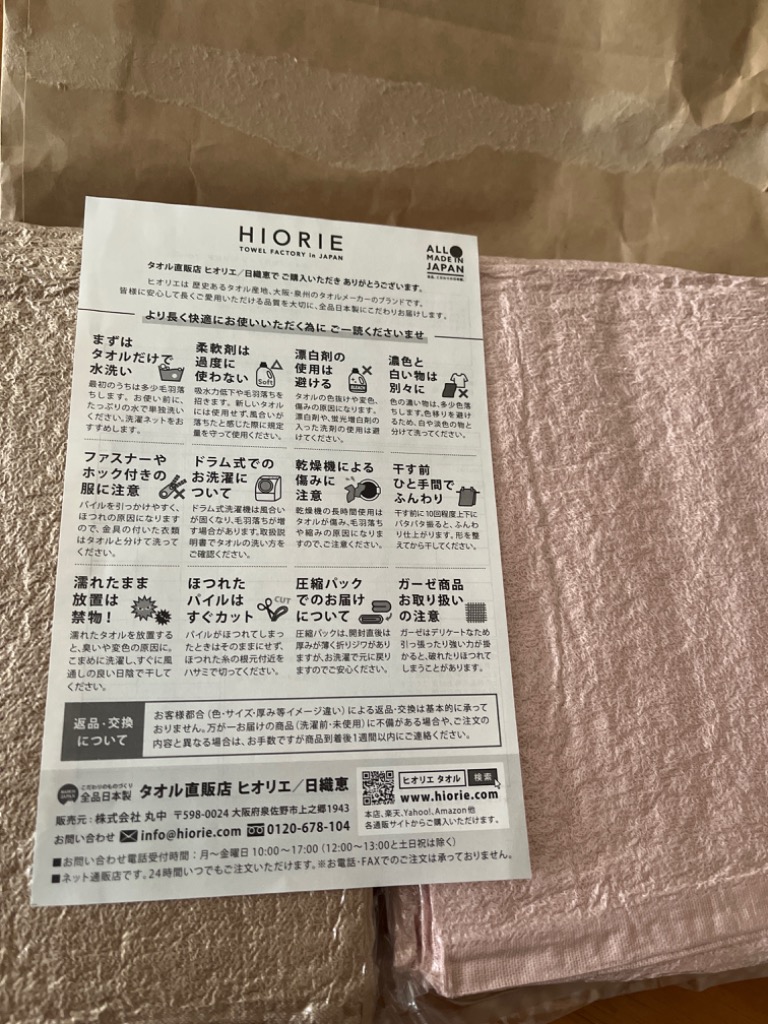 HIORIE
TOWEL FACTORY in JAPAN
ALL
MADE IN
JAPAN
タオル直販店 ヒオリエ／日織恵で ご購入いただき ありがとうございます。
ヒオリエは 歴史あるタオル産地、大阪・泉州のタオルメーカーのブランドです。
皆様に安心して長くご愛用いただける品質を大切に、全品日本製にこだわりお届けします。
より長く快適にお使いいただく為に ご一読くださいませ
まずは
タオルだけで
水洗い
最初のうちは多少毛羽落
ちします。お使い前に、
たっぷりの水で単独洗い
ください。洗濯ネットをお
すすめします。
柔軟剤は
過度に
使わない
Soft
吸水力低下や毛羽落ちを
招きます。新しいタオル
には使用せず、風合いが
落ちたと感じた際に規定
量を守って使用ください。
漂白剤の
使用は
避ける
タオルの色抜けや変色、
傷みの原因になります。
漂白剤や、蛍光増白剤の
入った洗剤の使用は避
けてください。
濃色と
白い物は
別々に
色の濃い物は、多少色落
ちします。色移りを避け
るため、白や淡色の物と
分けて洗ってください。
ファスナーや
ホック付きの
服に注意
パイルを引っかけやすく、
ほつれの原因になります
ので、金具の付いた衣類
はタオルと分けて洗って
ください。
ドラム式での
お洗濯に
ついて
ドラム式洗濯機は風合い
が固くなり、毛羽落ちが増
す場合があります。取扱説
明書でタオルの洗い方を
ご確認ください。
乾燥機による
傷みに
注意
乾燥機の長時間使用は
タオルが傷み、毛羽落ち
や縮みの原因になりま
すので、ご注意ください。
干す前
ひと手間で
ふんわり
干す前に10回程度上下に
バタバタ振ると、ふんわ
り仕上がります。形を整
えてから干してください。
濡れたまま
放置は
禁物！
濡れたタオルを放置する
と、臭いや変色の原因に。
こまめに洗濯し、すぐに風
通しの良い日陰で干して
ください。
ほつれた
パイルは
すぐカット
CUT
パイルがほつれてしまっ
たときはそのままにせず、
ほつれた糸の根元付近を
ハサミで切ってください。
圧縮パック
でのお届け
について
圧縮パックは、開封直後は
厚みが薄く折りジワがあり
ますが、お洗濯で元に戻り
ますのでご安心ください。
ガーゼ商品
お取り扱い
の注意
ガーゼはデリケートなため
引っ張ったり強い力が掛
かると、破れたりほつれて
しまうことがあります。
返品・交換
について
お客様都合（色・サイズ・厚み等イメージ違い）による返品・交換は基本的に承って
おりません。万が一お届けの商品（洗濯前・未使用）に不備がある場合や、ご注文の
内容と異なる場合は、お手数ですが商品到着後1週間以内にご連絡ください。
こだわりのものづくり
全品日本製
タオル直販店 ヒオリエ／日織恵
販売元：株式会社 丸中 〒598-0024 大阪府泉佐野市上之郷1943
お問い合わせ info@hiorie.com 0120-678-104
ヒオリエ タオル 検索
www.hiorie.com
本店、楽天、Yahoo!、Amazon 他
各通販サイトからご購入いただけます。
■お問い合わせ電話受付時間：月～金曜日 10:00～17:00（12:00～13:00と土日祝は除く）
■ネット通販店です。24時間いつでもご注文いただけます。※お電話・FAXでのご注文は承っておりません。